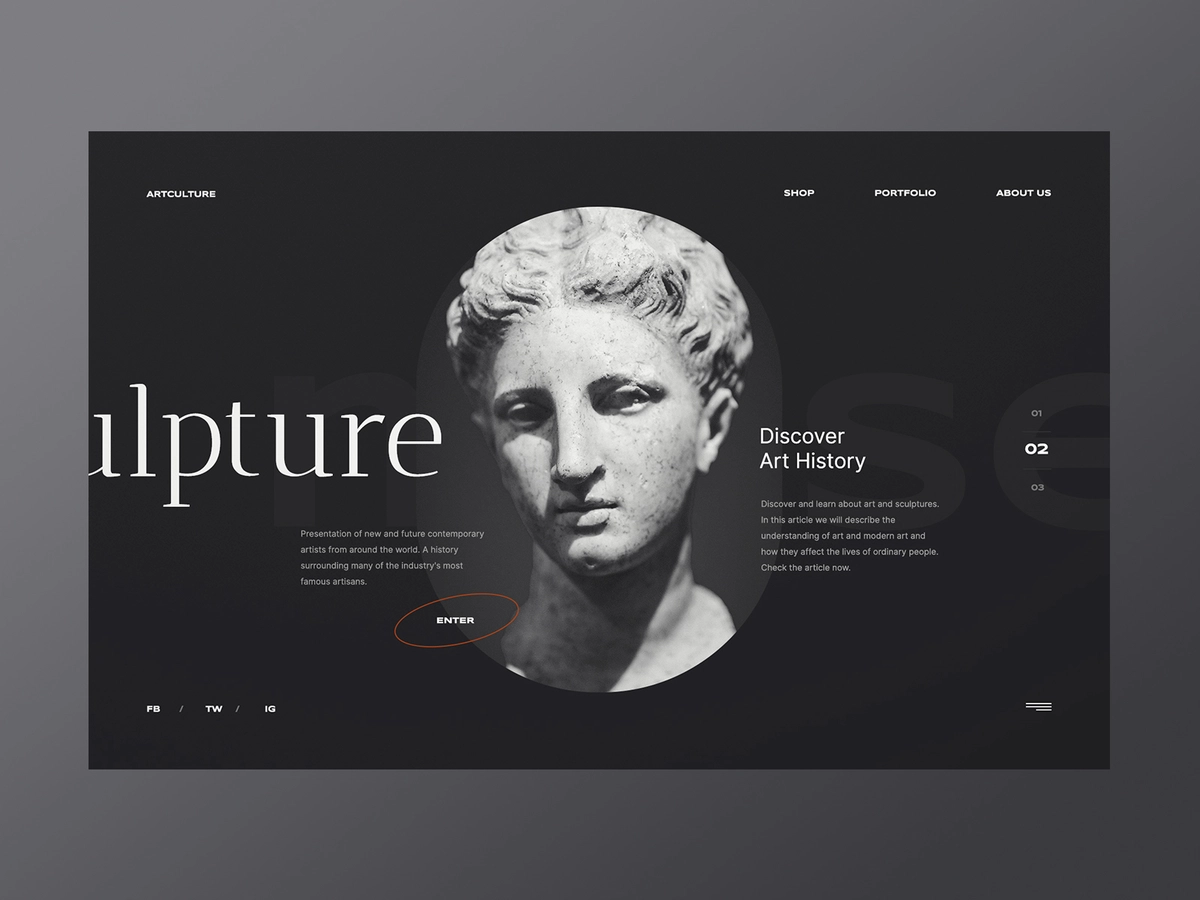 ARTCULTURE
SHOP
PORTFOLIO
ABOUT US
ulpture
Discover
Art History
01
02
03
Presentation of new and future contemporary
artists from around the world. A history
surrounding many of the industry's most
famous artisans.
Discover and learn about art and sculptures.
In this article we will describe the
understanding of art and modern art and
how they affect the lives of ordinary people.
Check the article now.
ENTER
FB / TW / IG